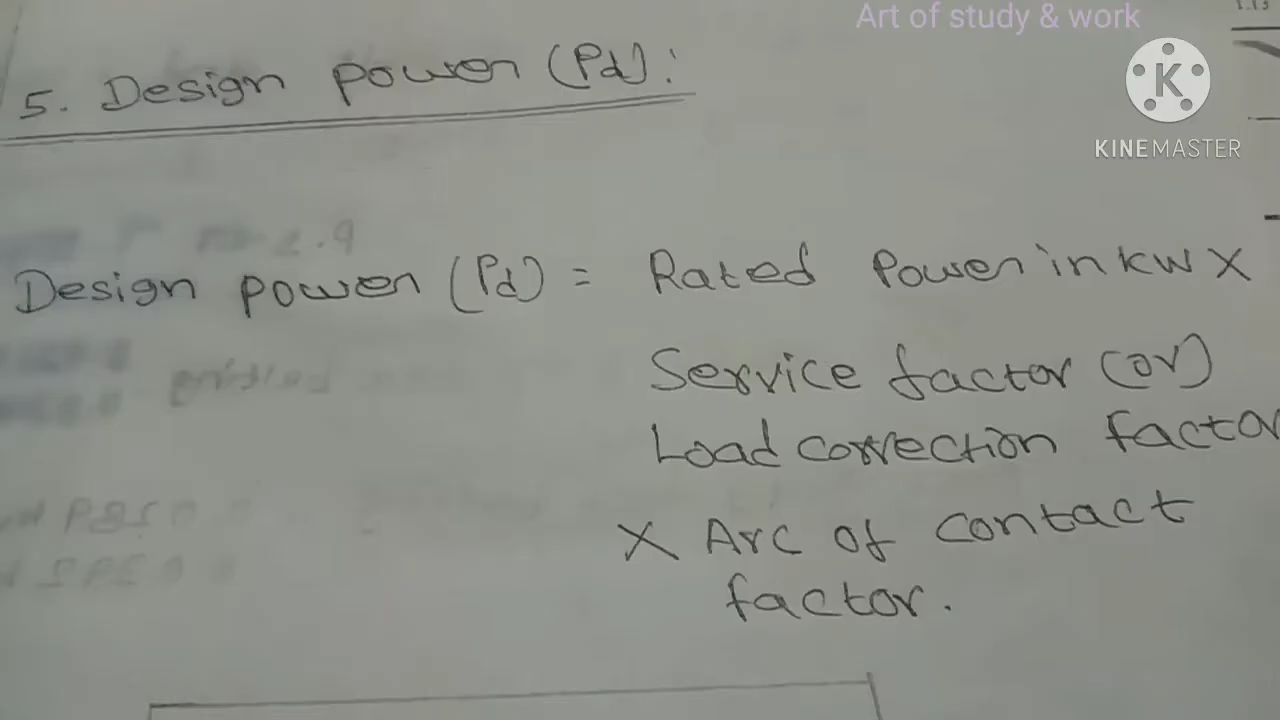 Art of study & work
5. Design power (Pd):
K
KINEMASTER
Design power (Pd) = Rated Power in kw X
Service factor (or)
Load correction factor
X Arc of contact
factor.